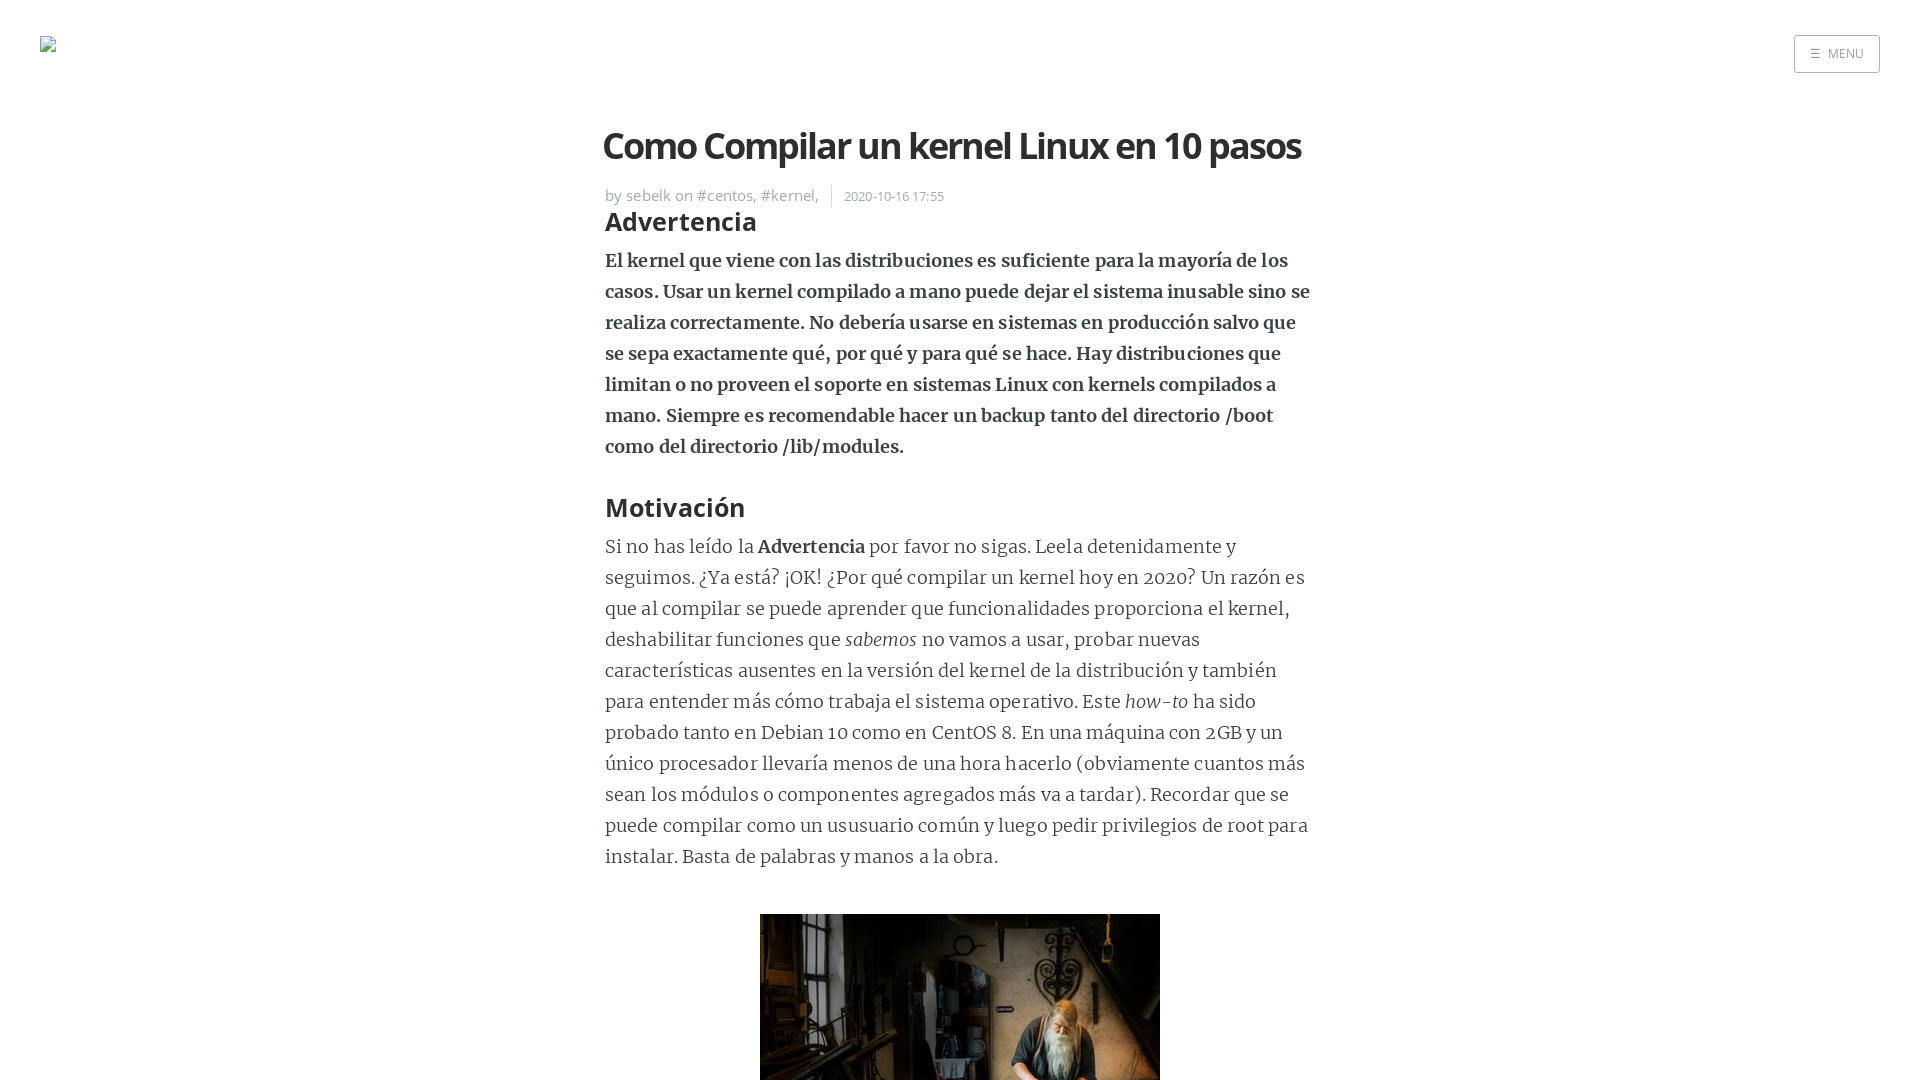 ☰ MENU
Como Compilar un kernel Linux en 10 pasos
by sebelk on #centos, #kernel, 2020-10-16 17:55
Advertencia
El kernel que viene con las distribuciones es suficiente para la mayoría de los
casos. Usar un kernel compilado a mano puede dejar el sistema inusable sino se
realiza correctamente. No debería usarse en sistemas en producción salvo que
se sepa exactamente qué, por qué y para qué se hace. Hay distribuciones que
limitan o no proveen el soporte en sistemas Linux con kernels compilados a
mano. Siempre es recomendable hacer un backup tanto del directorio /boot
como del directorio /lib/modules.
Motivación
Si no has leído la Advertencia por favor no sigas. Leela detenidamente y
seguimos. ¿Ya está? ¡OK! ¿Por qué compilar un kernel hoy en 2020? Un razón es
que al compilar se puede aprender que funcionalidades proporciona el kernel,
deshabilitar funciones que sabemos no vamos a usar, probar nuevas
características ausentes en la versión del kernel de la distribución y también
para entender más cómo trabaja el sistema operativo. Este how-to ha sido
probado tanto en Debian 10 como en CentOS 8. En una máquina con 2GB y un
único procesador llevaría menos de una hora hacerlo (obviamente cuantos más
sean los módulos o componentes agregados más va a tardar). Recordar que se
puede compilar como un ususuario común y luego pedir privilegios de root para
instalar. Basta de palabras y manos a la obra.